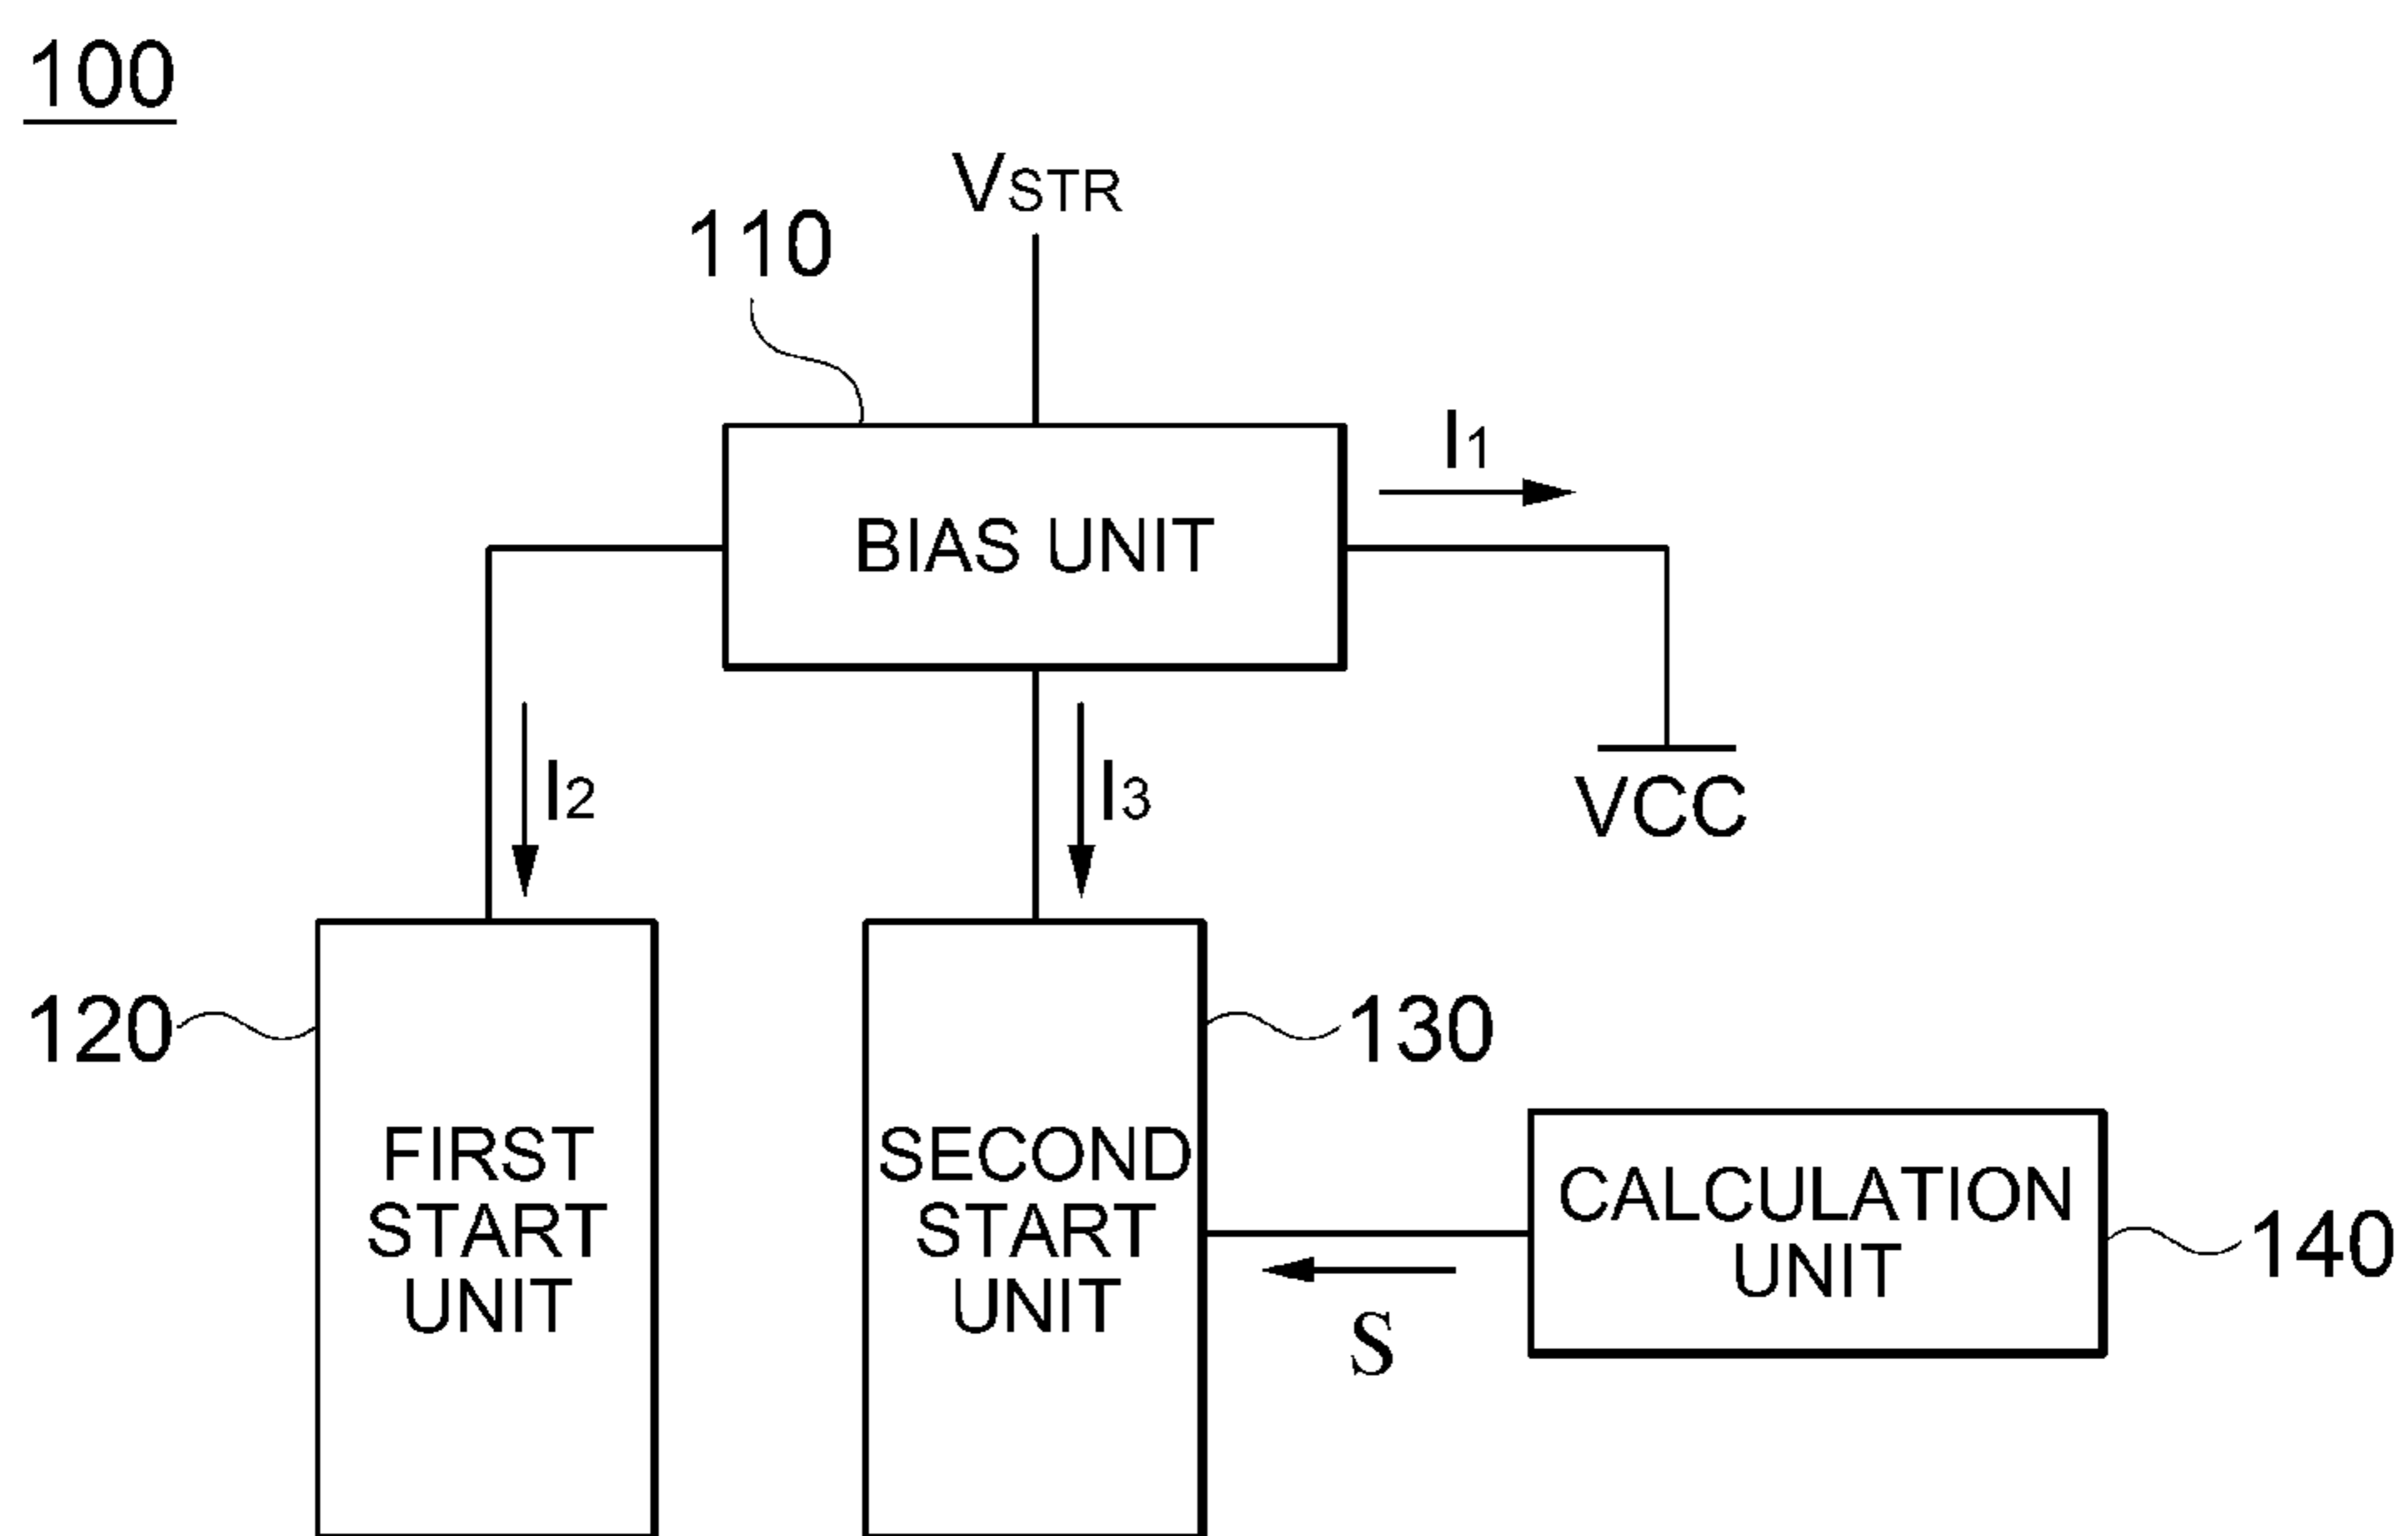 100
VSTR
110
I1
BIAS UNIT
I2
I3
VCC
120
130
FIRST
START
UNIT
SECOND
START
UNIT
CALCULATION
UNIT
140
S